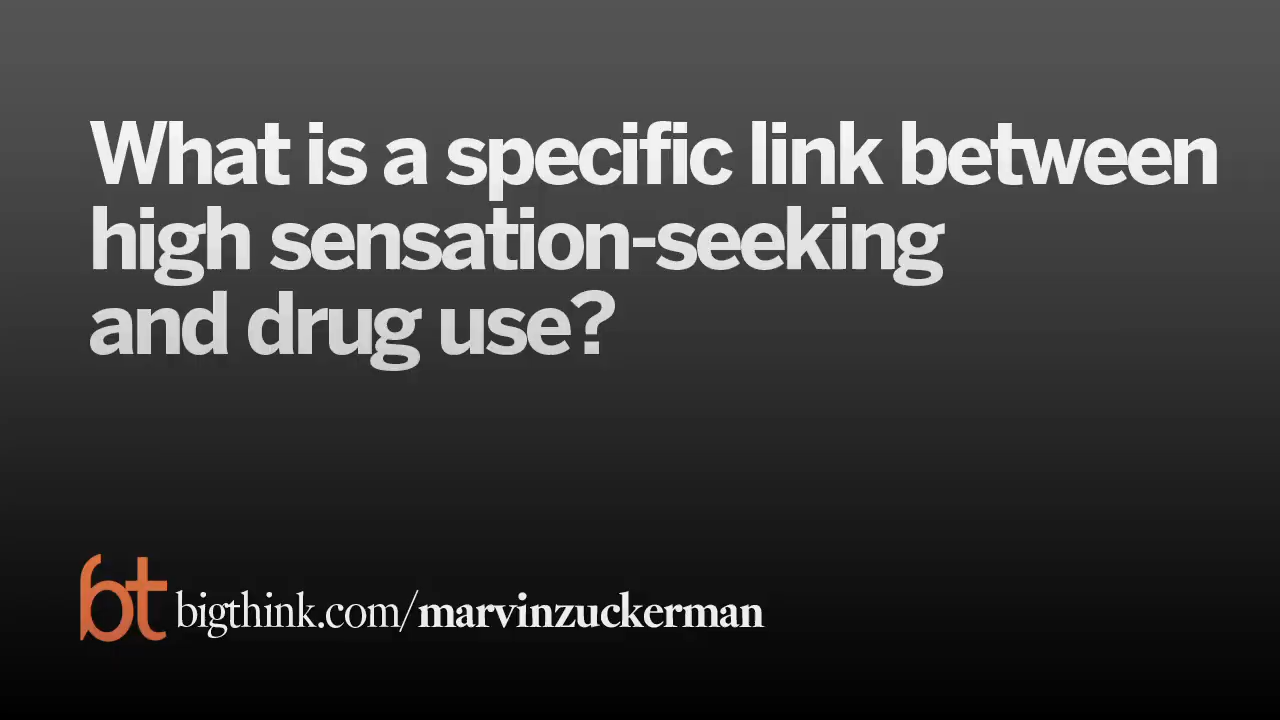 What is a specific link between
high sensation-seeking
and drug use?
bt bigthink.com/marvinzuckerman